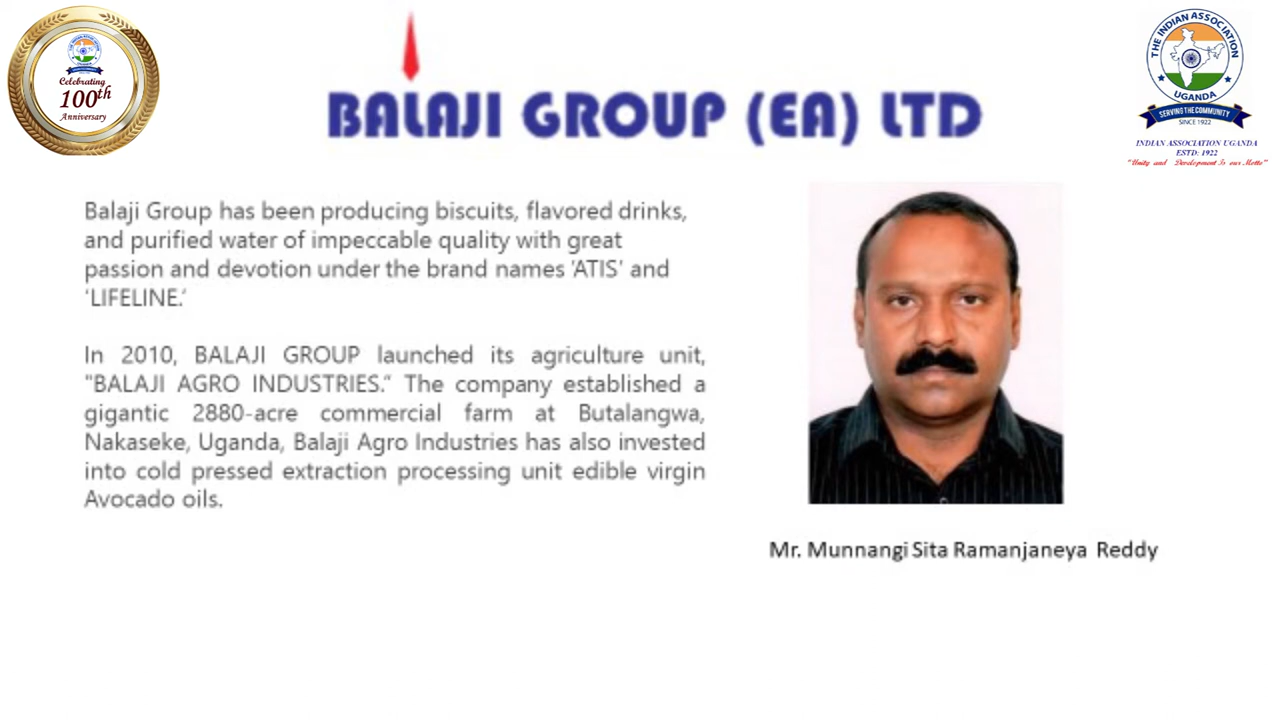 THE INDIAN ASSOCIATION
UGANDA
Celebrating
100th
Anniversary
BALAJI GROUP (EA) LTD
THE INDIAN ASSOCIATION
UGANDA
SERVING THE COMMUNITY
SINCE 1922
INDIAN ASSOCIATION UGANDA
ESTD: 1922
"Unity and Development Is our Motto"
Balaji Group has been producing biscuits, flavored drinks,
and purified water of impeccable quality with great
passion and devotion under the brand names 'ATIS' and
'LIFELINE.'
In 2010, BALAJI GROUP launched its agriculture unit,
"BALAJI AGRO INDUSTRIES." The company established a
gigantic 2880-acre commercial farm at Butalangwa,
Nakaseke, Uganda, Balaji Agro Industries has also invested
into cold pressed extraction processing unit edible virgin
Avocado oils.
Mr. Munnangi Sita Ramanjaneya Reddy